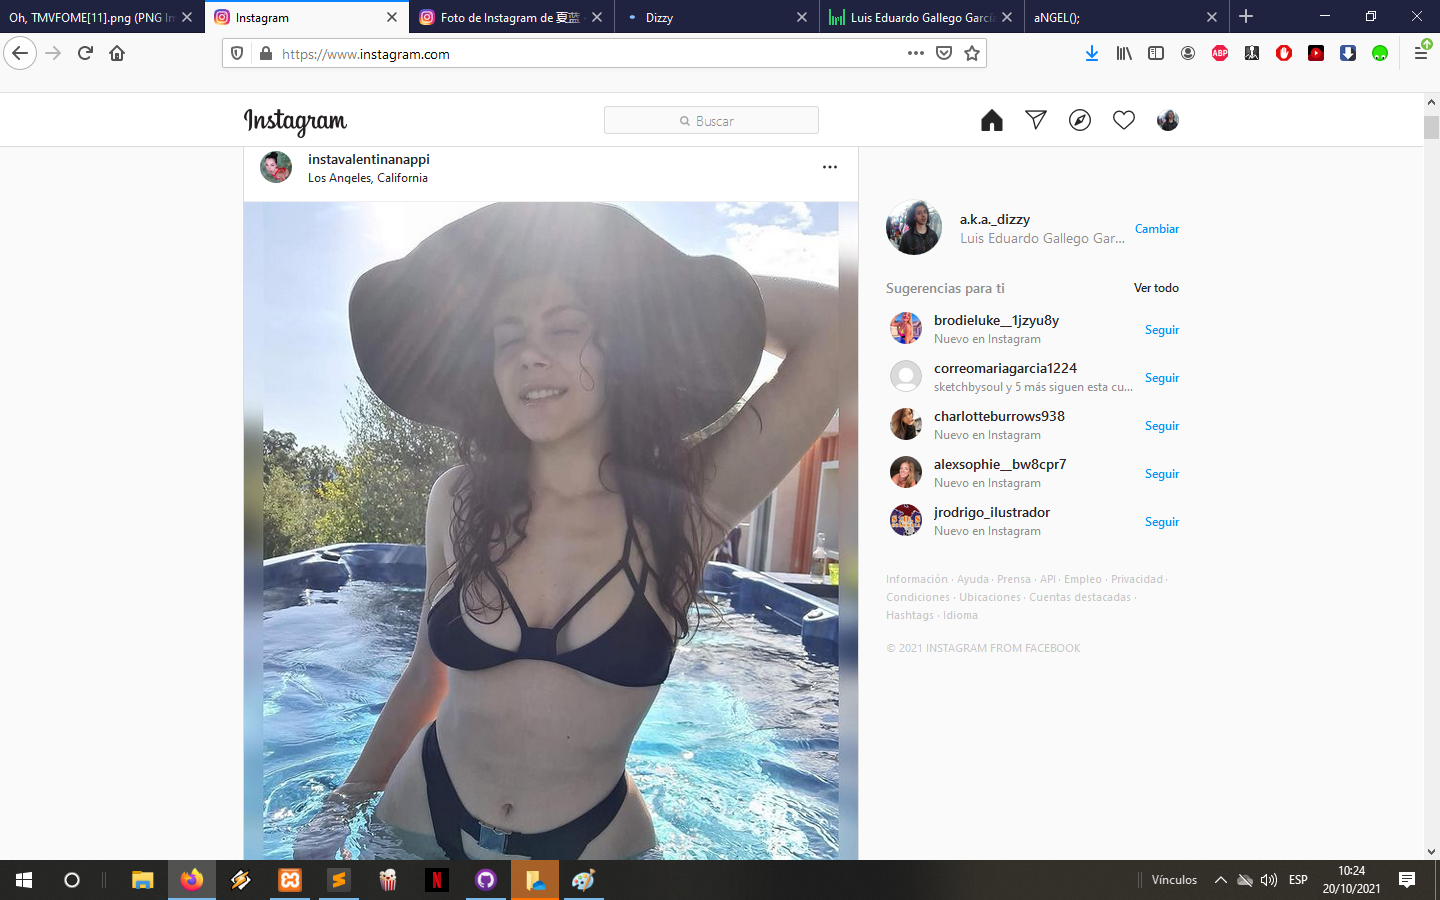 Oh, TMVFOME[11].png (PNG Im
Instagram
Foto de Instagram de 夏蓝
Dizzy
Luis Eduardo Gallego García
aNGEL();
https://www.instagram.com
ABP
Instagram
Buscar
instavalentinanappi
Los Angeles, California
a.k.a._dizzy
Luis Eduardo Gallego Gar...
Cambiar
Sugerencias para ti
Ver todo
brodieluke__1jzyu8y
Nuevo en Instagram
Seguir
correomariagarcia1224
sketchbysoul y 5 más siguen esta cu...
Seguir
charlotteburrows938
Nuevo en Instagram
Seguir
alexsophie__bw8cpr7
Nuevo en Instagram
Seguir
jrodrigo_ilustrador
Nuevo en Instagram
Seguir
Información · Ayuda · Prensa · API · Empleo · Privacidad ·
Condiciones · Ubicaciones · Cuentas destacadas ·
Hashtags · Idioma
© 2021 INSTAGRAM FROM FACEBOOK
Vínculos
ESP
10:24
20/10/2021